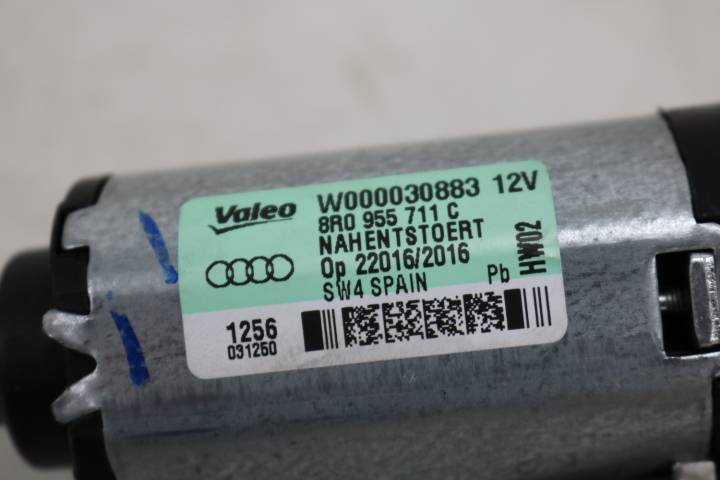 Valeo W000030883 12V
8R0 955 711 C
NAHENTSTOERT
Op 22016/2016
SW4 SPAIN Pb HW02
1256
031250